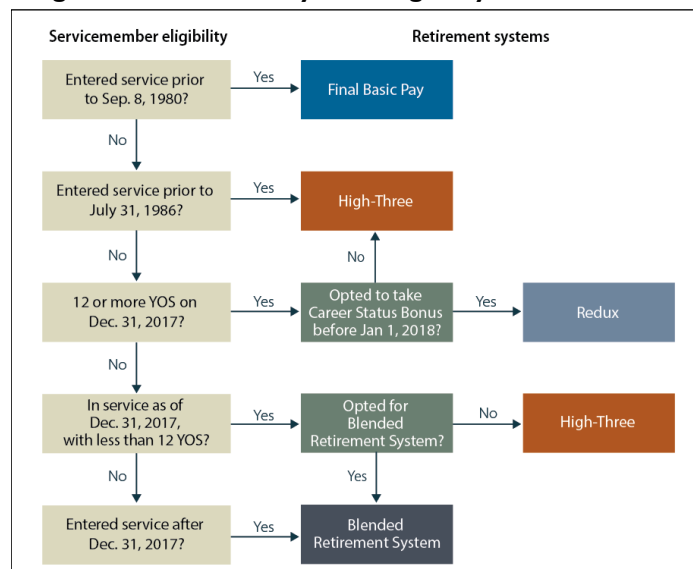 Servicemember eligibility
Retirement systems
Entered service prior
to Sep. 8, 1980?
Yes
Final Basic Pay
No
Entered service prior to
July 31, 1986?
Yes
High-Three
No
No
12 or more YOS on
Dec. 31, 2017?
Yes
Opted to take
Career Status Bonus
before Jan 1, 2018?
Yes
Redux
No
In service as of
Dec. 31, 2017,
with less than 12 YOS?
Yes
Opted for
Blended
Retirement System?
No
High-Three
No
Yes
Entered service after
Dec. 31, 2017?
Yes
Blended
Retirement System